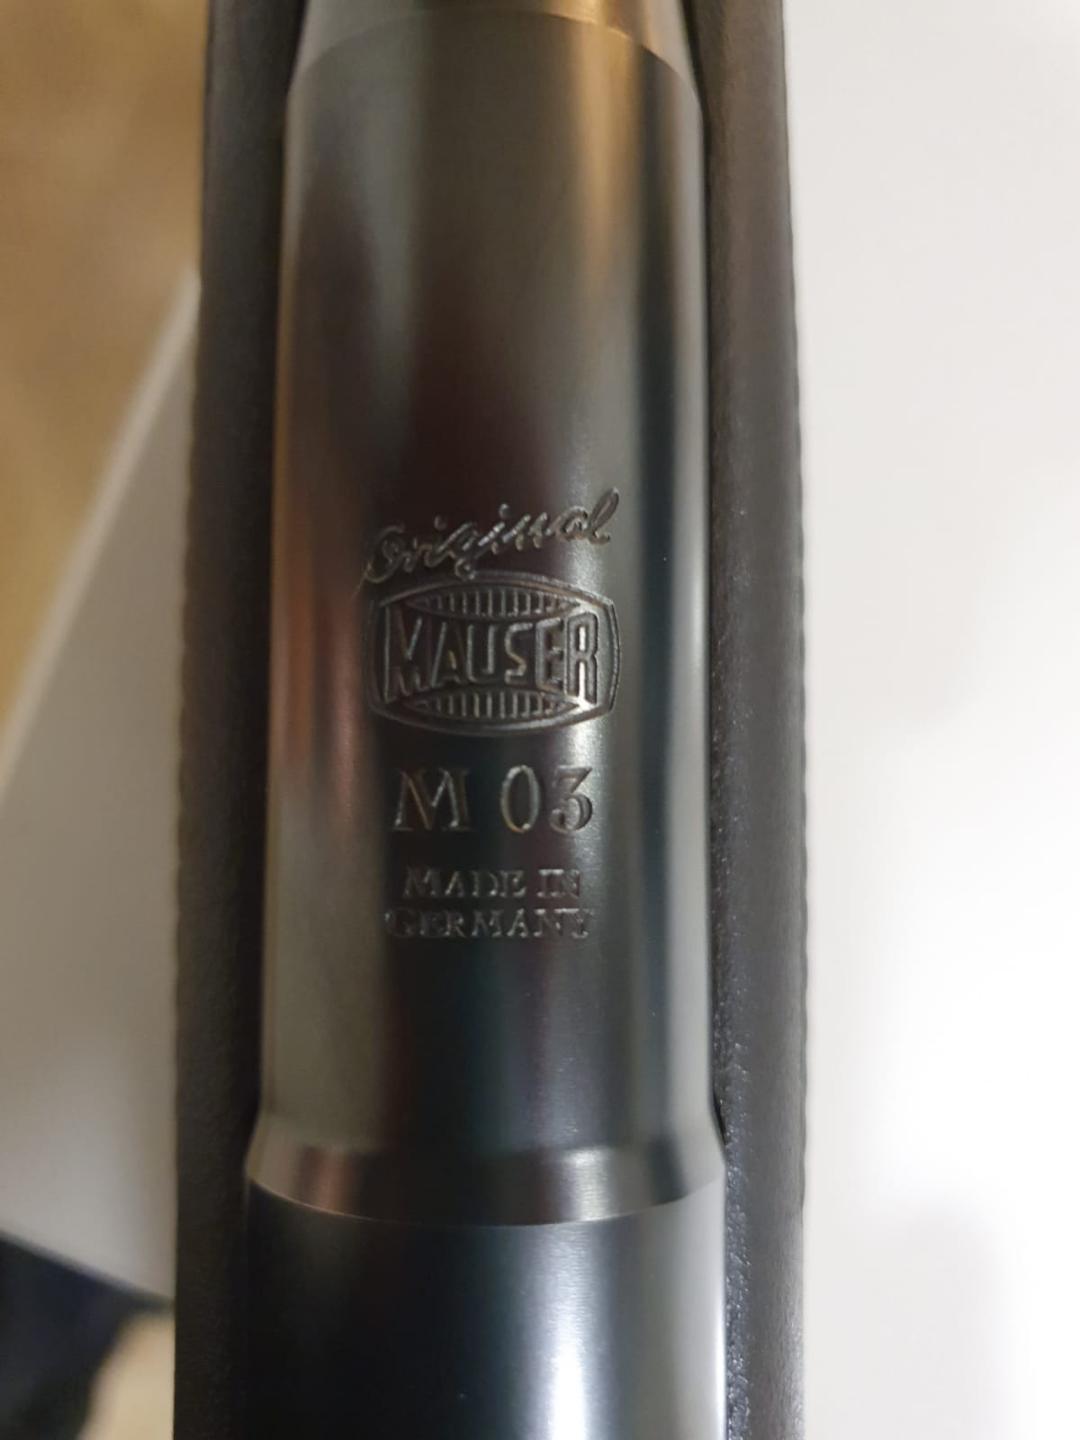 Original
MAUSER
M 03
MADE IN
GERMANY